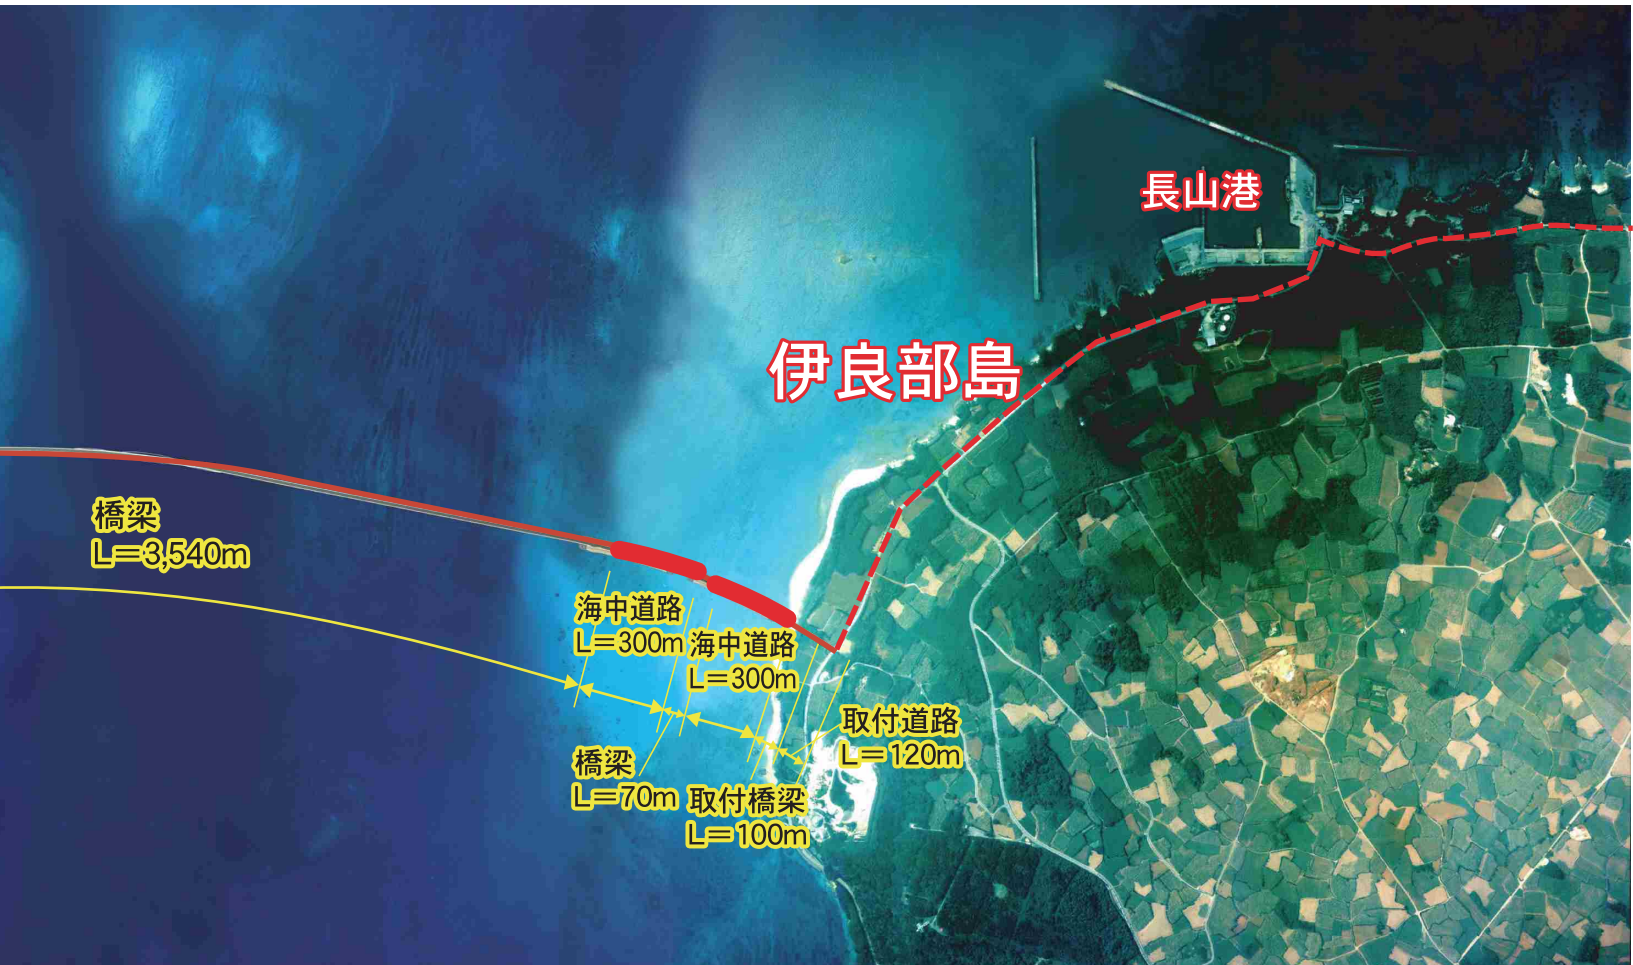 長山港
伊良部島
橋梁
L=3,540m
海中道路
L=300m
海中道路
L=300m
取付道路
L=120m
橋梁
L=70m
取付橋梁
L=100m